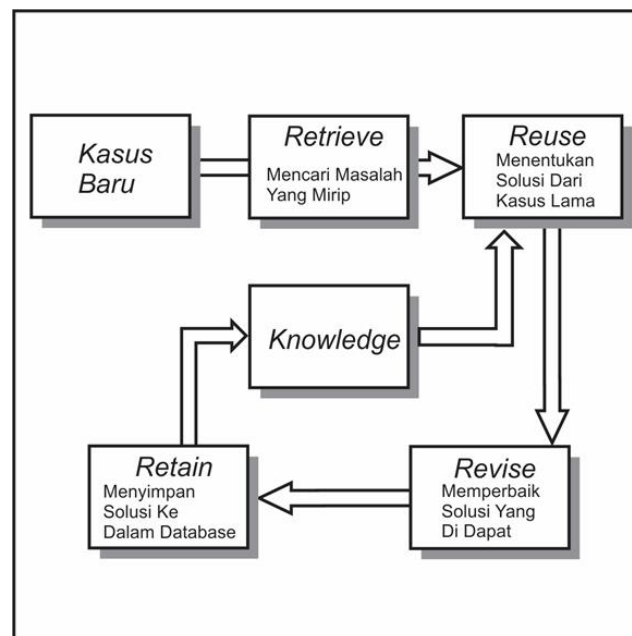 Kasus
Baru
Retrieve
Mencari Masalah
Yang Mirip
Reuse
Menentukan
Solusi Dari
Kasus Lama
Knowledge
Retain
Menyimpan
Solusi Ke
Dalam Database
Revise
Memperbaik
Solusi Yang
Di Dapat